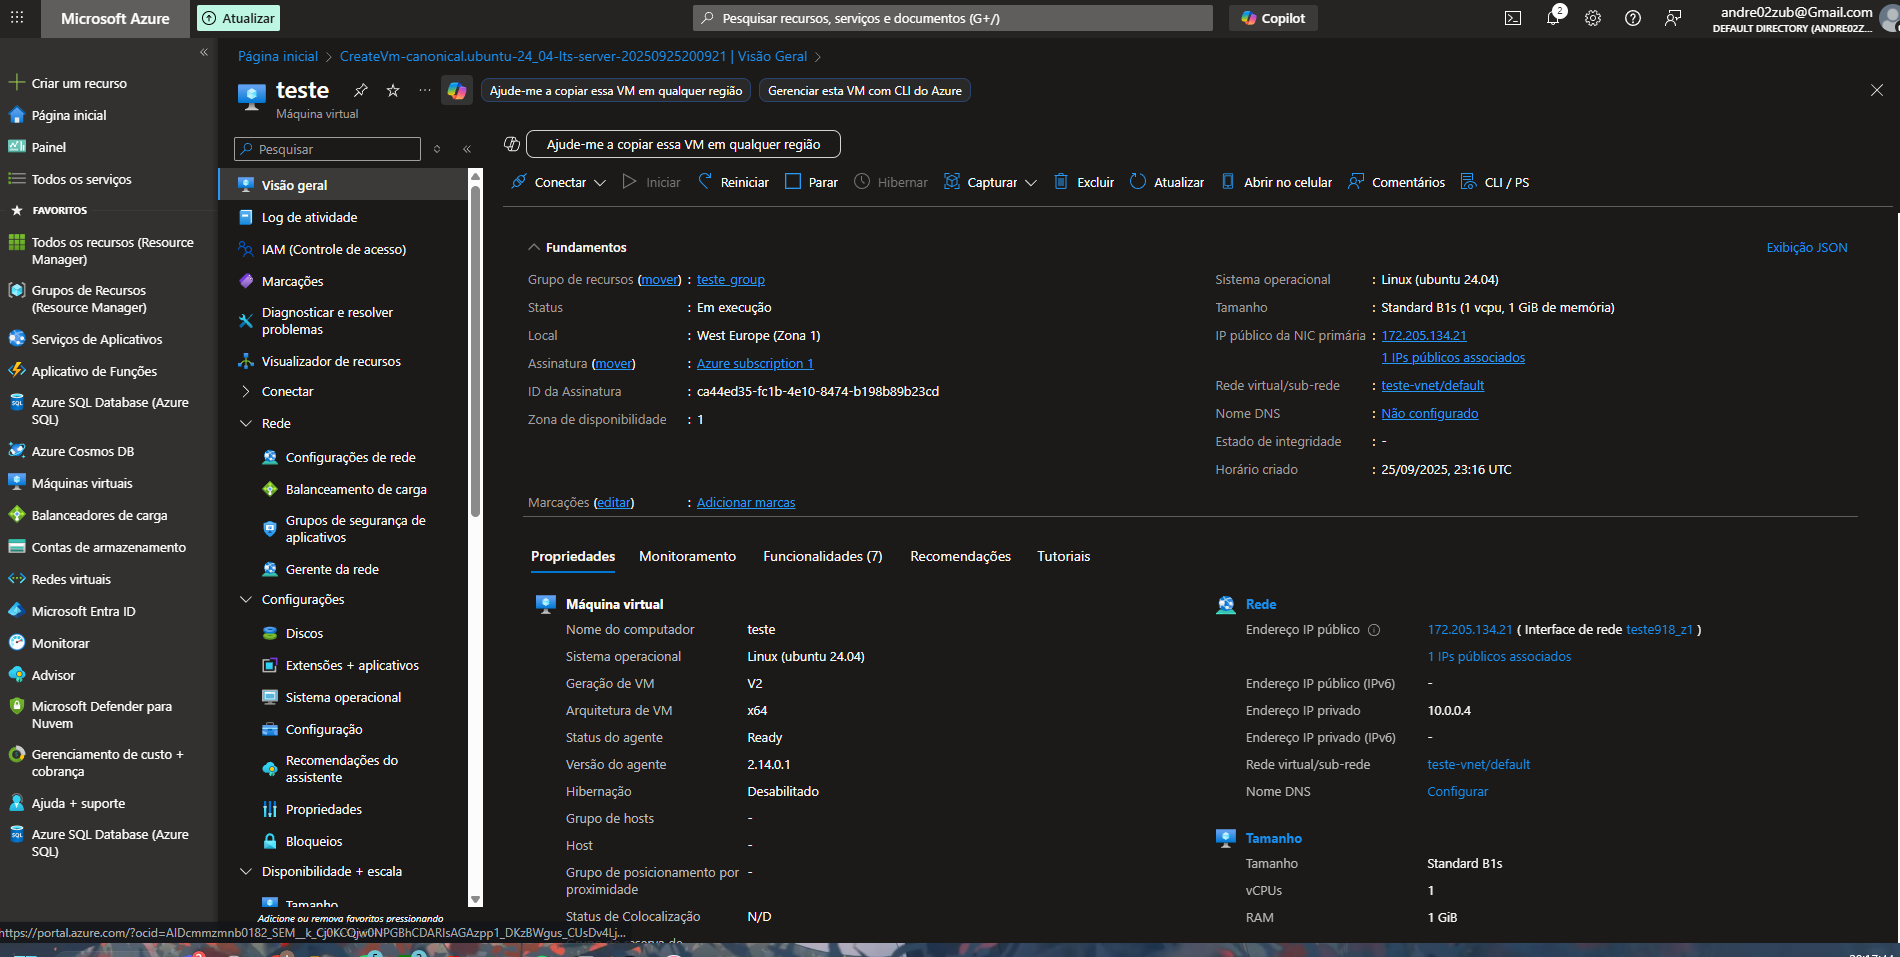 Microsoft Azure
Atualizar
Pesquisar recursos, serviços e documentos (G+/)
Copilot
2
andre02zub@Gmail.com
DEFAULT DIRECTORY (ANDRE02Z...
«
Criar um recurso
Página inicial
Painel
Todos os serviços
FAVORITOS
Todos os recursos (Resource
Manager)
Grupos de Recursos
(Resource Manager)
Serviços de Aplicativos
Aplicativo de Funções
Azure SQL Database (Azure
SQL)
Azure Cosmos DB
Máquinas virtuais
Balanceadores de carga
Contas de armazenamento
Redes virtuais
Microsoft Entra ID
Monitorar
Advisor
Microsoft Defender para
Nuvem
Gerenciamento de custo +
cobrança
Ajuda + suporte
Azure SQL Database (Azure
SQL)
Página inicial > CreateVm-canonical.ubuntu-24_04-lts-server-20250925200921 | Visão Geral >
teste
Máquina virtual
...
Ajude-me a copiar essa VM em qualquer região
Gerenciar esta VM com CLI do Azure
Pesquisar
«
Visão geral
Log de atividade
IAM (Controle de acesso)
Marcações
Diagnosticar e resolver
problemas
Visualizador de recursos
Conectar
Rede
Configurações de rede
Balanceamento de carga
Grupos de segurança de
aplicativos
Gerente da rede
Configurações
Discos
Extensões + aplicativos
Sistema operacional
Configuração
Recomendações do
assistente
Propriedades
Bloqueios
Disponibilidade + escala
Tamanho
Adicione ou remova favoritos pressionando
Ajude-me a copiar essa VM em qualquer região
Conectar
Iniciar
Reiniciar
Parar
Hibernar
Capturar
Excluir
Atualizar
Abrir no celular
Comentários
CLI / PS
Fundamentos
Exibição JSON
Grupo de recursos (mover) : teste_group
Status : Em execução
Local : West Europe (Zona 1)
Assinatura (mover) : Azure subscription 1
ID da Assinatura : ca44ed35-fc1b-4e10-8474-b198b89b23cd
Zona de disponibilidade : 1
Sistema operacional : Linux (ubuntu 24.04)
Tamanho : Standard B1s (1 vcpu, 1 GiB de memória)
IP público da NIC primária : 172.205.134.21
1 IPs públicos associados
Rede virtual/sub-rede : teste-vnet/default
Nome DNS : Não configurado
Estado de integridade : -
Horário criado : 25/09/2025, 23:16 UTC
Marcações (editar) : Adicionar marcas
Propriedades
Monitoramento
Funcionalidades (7)
Recomendações
Tutoriais
Máquina virtual
Nome do computador teste
Sistema operacional Linux (ubuntu 24.04)
Geração de VM V2
Arquitetura de VM x64
Status do agente Ready
Versão do agente 2.14.0.1
Hibernação Desabilitado
Grupo de hosts -
Host -
Grupo de posicionamento por -
proximidade
Status de Colocalização N/D
Rede
Endereço IP público 172.205.134.21 ( Interface de rede teste918_z1 )
1 IPs públicos associados
Endereço IP público (IPv6) -
Endereço IP privado 10.0.0.4
Endereço IP privado (IPv6) -
Rede virtual/sub-rede teste-vnet/default
Nome DNS Configurar
Tamanho
Tamanho Standard B1s
vCPUs 1
RAM 1 GiB